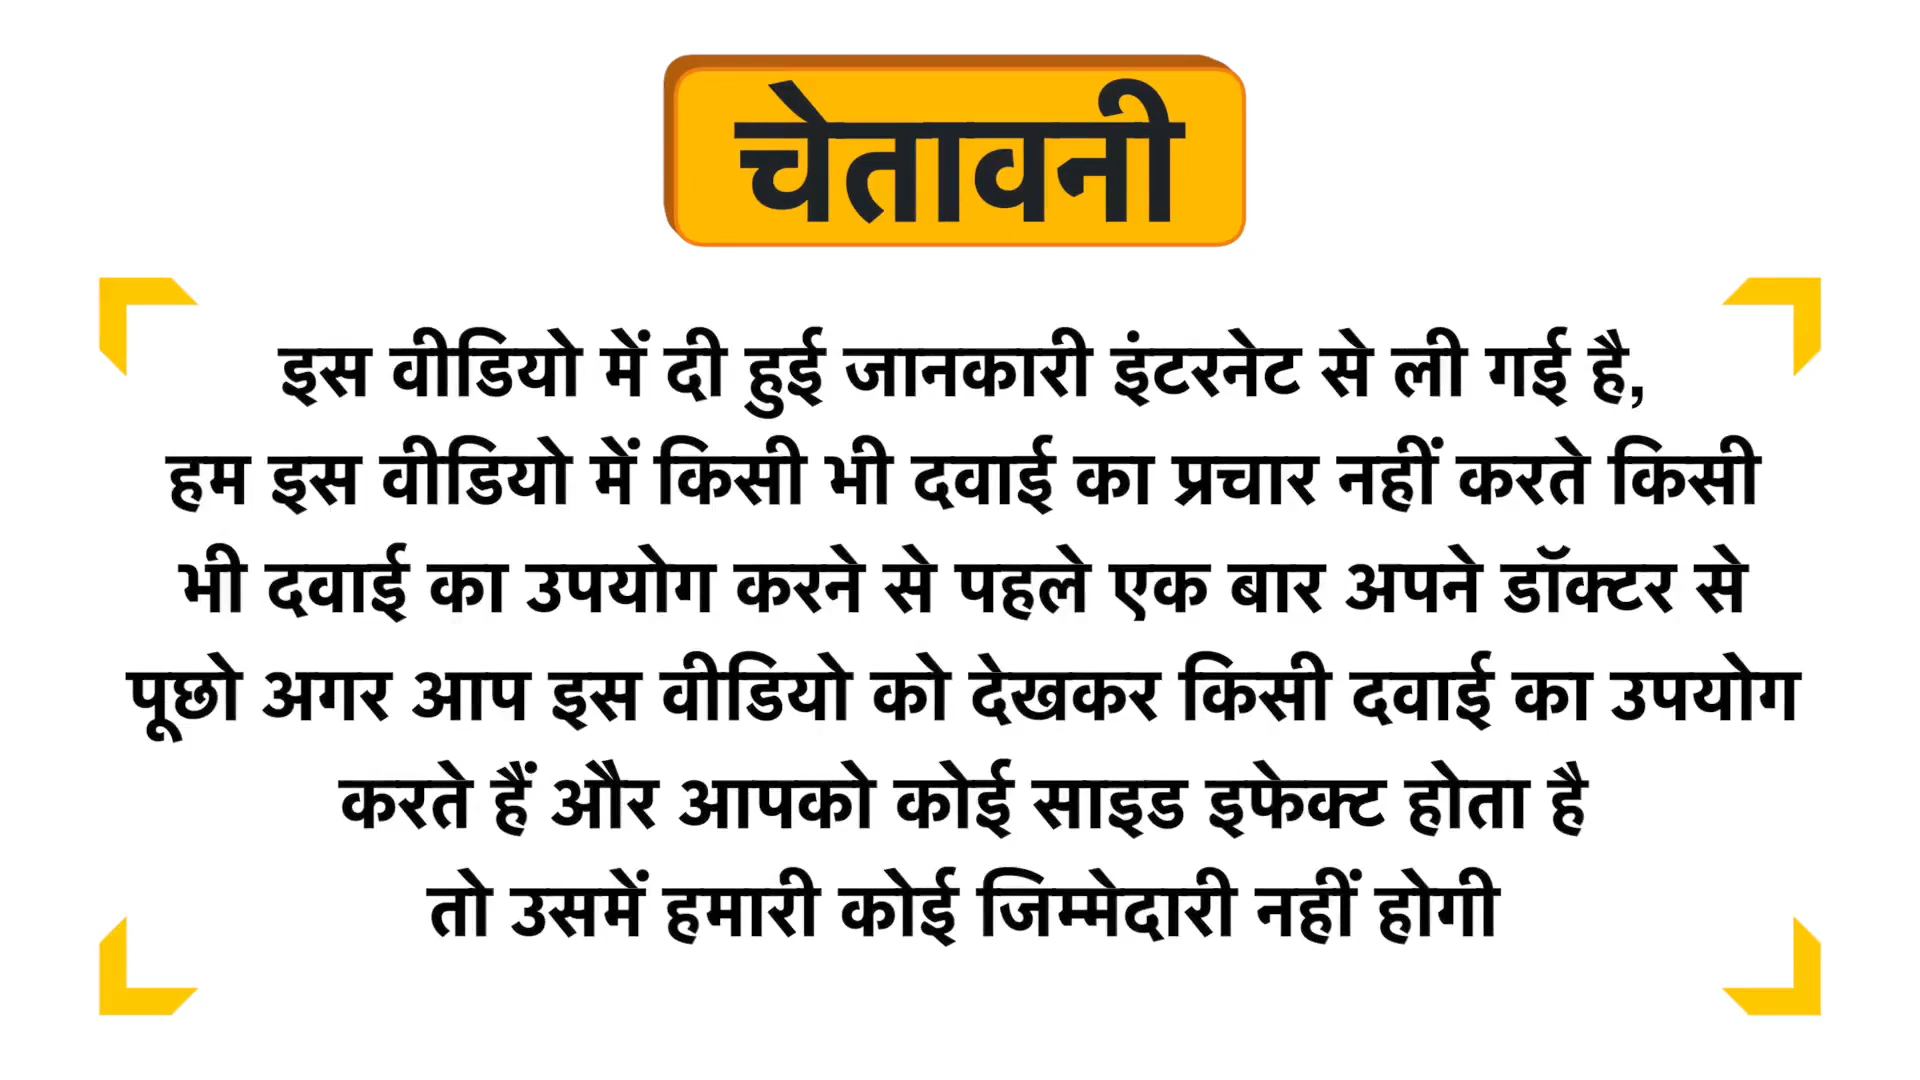 चेतावनी
इस वीडियो में दी हुई जानकारी इंटरनेट से ली गई है,
हम इस वीडियो में किसी भी दवाई का प्रचार नहीं करते किसी
भी दवाई का उपयोग करने से पहले एक बार अपने डॉक्टर से
पूछो अगर आप इस वीडियो को देखकर किसी दवाई का उपयोग
करते हैं और आपको कोई साइड इफेक्ट होता है
तो उसमें हमारी कोई जिम्मेदारी नहीं होगी